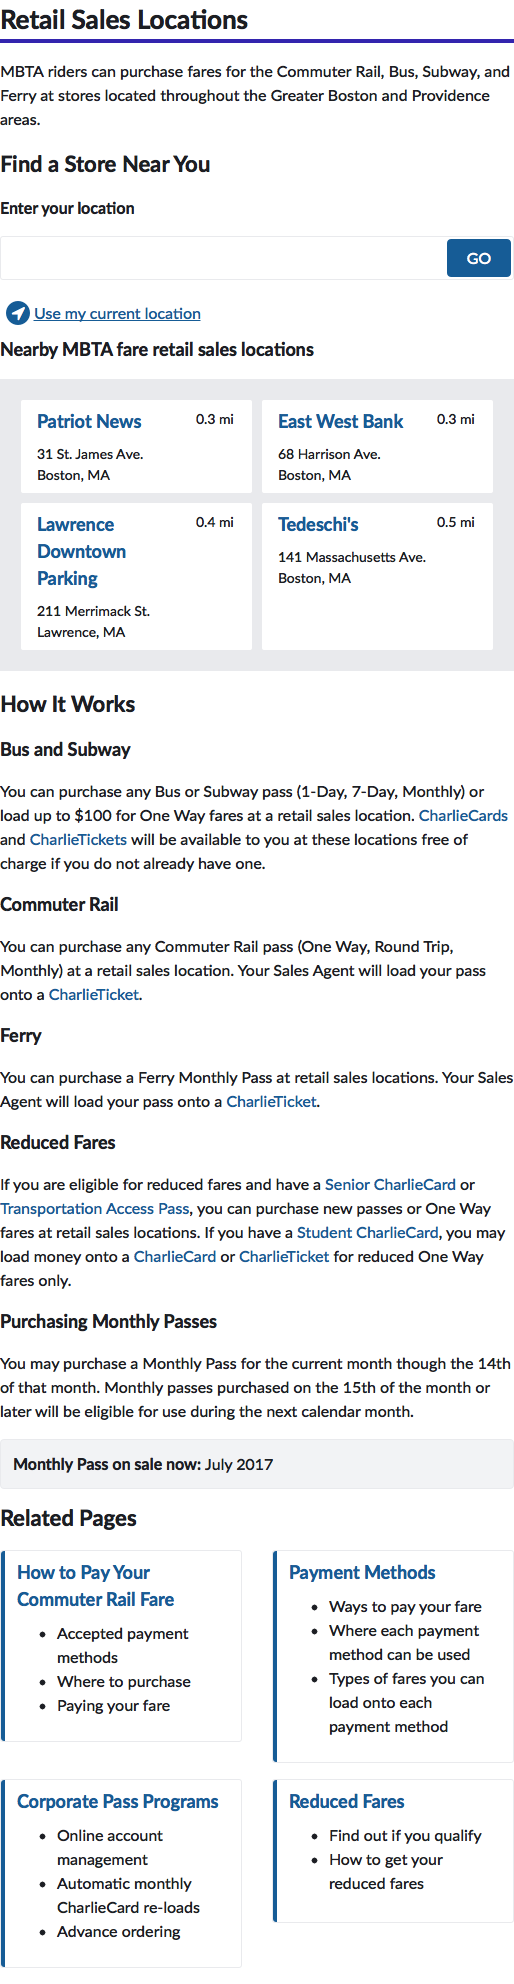 Retail Sales Locations
MBTA riders can purchase fares for the Commuter Rail, Bus, Subway, and
Ferry at stores located throughout the Greater Boston and Providence
areas.
Find a Store Near You
Enter your location
GO
Use my current location
Nearby MBTA fare retail sales locations
Patriot News 0.3 mi
31 St. James Ave.
Boston, MA
East West Bank 0.3 mi
68 Harrison Ave.
Boston, MA
Lawrence 0.4 mi
Downtown
Parking
211 Merrimack St.
Lawrence, MA
Tedeschi's 0.5 mi
141 Massachusetts Ave.
Boston, MA
How It Works
Bus and Subway
You can purchase any Bus or Subway pass (1-Day, 7-Day, Monthly) or
load up to $100 for One Way fares at a retail sales location. CharlieCards
and CharlieTickets will be available to you at these locations free of
charge if you do not already have one.
Commuter Rail
You can purchase any Commuter Rail pass (One Way, Round Trip,
Monthly) at a retail sales location. Your Sales Agent will load your pass
onto a CharlieTicket.
Ferry
You can purchase a Ferry Monthly Pass at retail sales locations. Your Sales
Agent will load your pass onto a CharlieTicket.
Reduced Fares
If you are eligible for reduced fares and have a Senior CharlieCard or
Transportation Access Pass, you can purchase new passes or One Way
fares at retail sales locations. If you have a Student CharlieCard, you may
load money onto a CharlieCard or CharlieTicket for reduced One Way
fares only.
Purchasing Monthly Passes
You may purchase a Monthly Pass for the current month though the 14th
of that month. Monthly passes purchased on the 15th of the month or
later will be eligible for use during the next calendar month.
Monthly Pass on sale now: July 2017
Related Pages
How to Pay Your
Commuter Rail Fare
• Accepted payment
methods
• Where to purchase
• Paying your fare
Payment Methods
• Ways to pay your fare
• Where each payment
method can be used
• Types of fares you can
load onto each
payment method
Corporate Pass Programs
• Online account
management
• Automatic monthly
CharlieCard re-loads
• Advance ordering
Reduced Fares
• Find out if you qualify
• How to get your
reduced fares